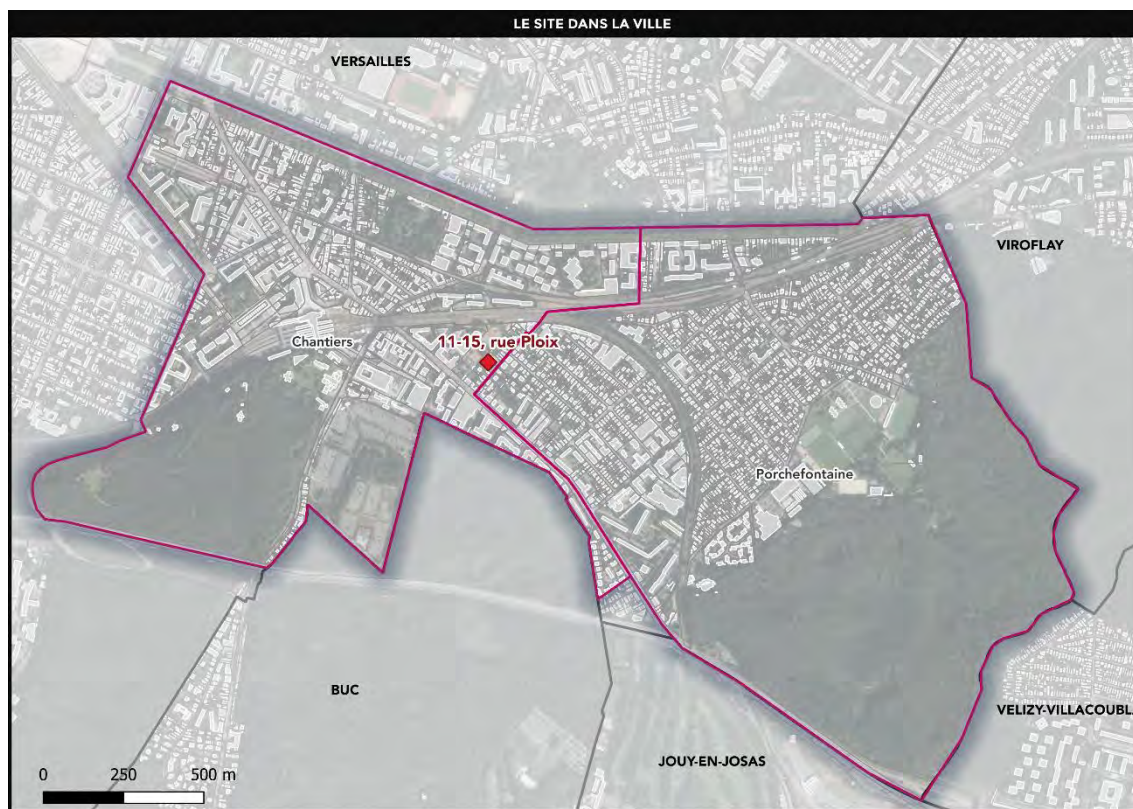 LE SITE DANS LA VILLE
VERSAILLES
VIROFLAY
Chantiers
11-15, rue Ploix
Porchefontaine
BUC
VELIZY-VILLACOUBL
JOUY-EN-JOSAS
0 250 500 m